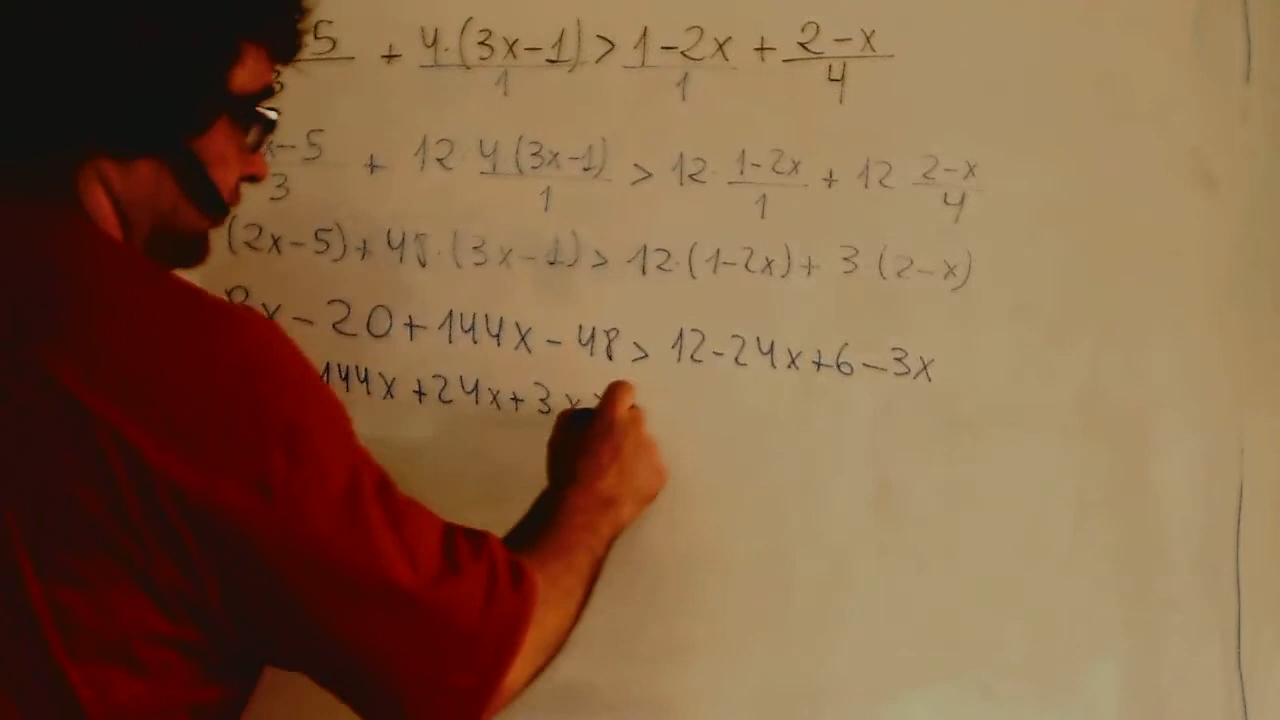 5/3 + 4·(3x-1)/1 > 1-2x/1 + 2-x/4
x-5/3 + 12 4(3x-1)/1 > 12· 1-2x/1 + 12 2-x/4
(2x-5)+48·(3x-1)> 12·(1-2x)+ 3 (2-x)
8x-20+144x-48> 12-24x+6-3x
144x+24x+3x